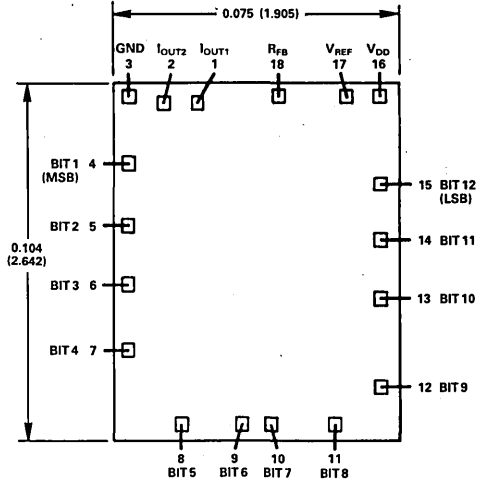 0.075 (1.905)
GND IOUT2 IOUT1 RFB VREF VDD
3 2 1 18 17 16
BIT 1 4
(MSB)
15 BIT 12
(LSB)
BIT 2 5
14 BIT 11
0.104
(2.642)
BIT 3 6
13 BIT 10
BIT 4 7
12 BIT 9
8 9 10 11
BIT 5 BIT 6 BIT 7 BIT 8